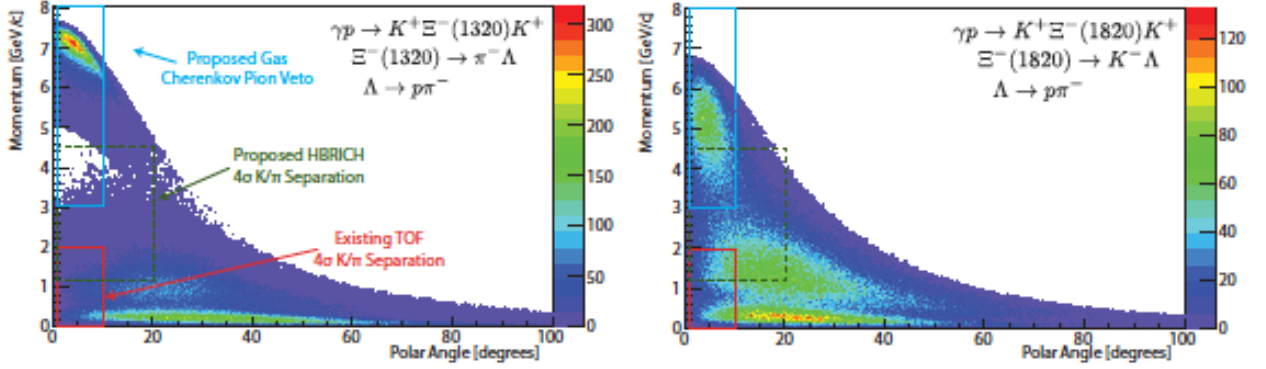 Momentum [GeV/c]
8
7
6
5
4
3
2
1
0
0 20 40 60 80 100
Polar Angle [degrees]
γp → K⁺Ξ⁻(1320)K⁺
Ξ⁻(1320) → π⁻Λ
Λ → pπ⁻
Proposed Gas
Cherenkov Pion Veto
Proposed HBRICH
4σ K/π Separation
Existing TOF
4σ K/π Separation
300
250
200
150
100
50
0
Momentum [GeV/c]
8
7
6
5
4
3
2
1
0
0 20 40 60 80 100
Polar Angle [degrees]
γp → K⁺Ξ⁻(1820)K⁺
Ξ⁻(1820) → K⁻Λ
Λ → pπ⁻
120
100
80
60
40
20
0